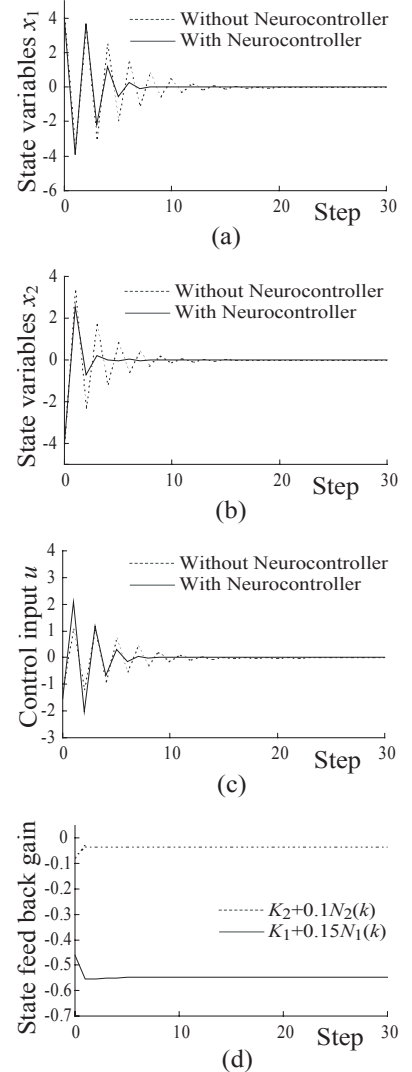 4
2
0
-2
-4
-6
State variables x1
Without Neurocontroller
With Neurocontroller
0 10 20 30
Step
(a)
4
2
0
-2
-4
State variables x2
Without Neurocontroller
With Neurocontroller
0 10 20 30
Step
(b)
4
3
2
1
0
-1
-2
-3
Control input u
Without Neurocontroller
With Neurocontroller
0 10 20 30
Step
(c)
0
-0.1
-0.2
-0.3
-0.4
-0.5
-0.6
-0.7
State feed back gain
K2+0.1N2(k)
K1+0.15N1(k)
0 10 20 30
Step
(d)